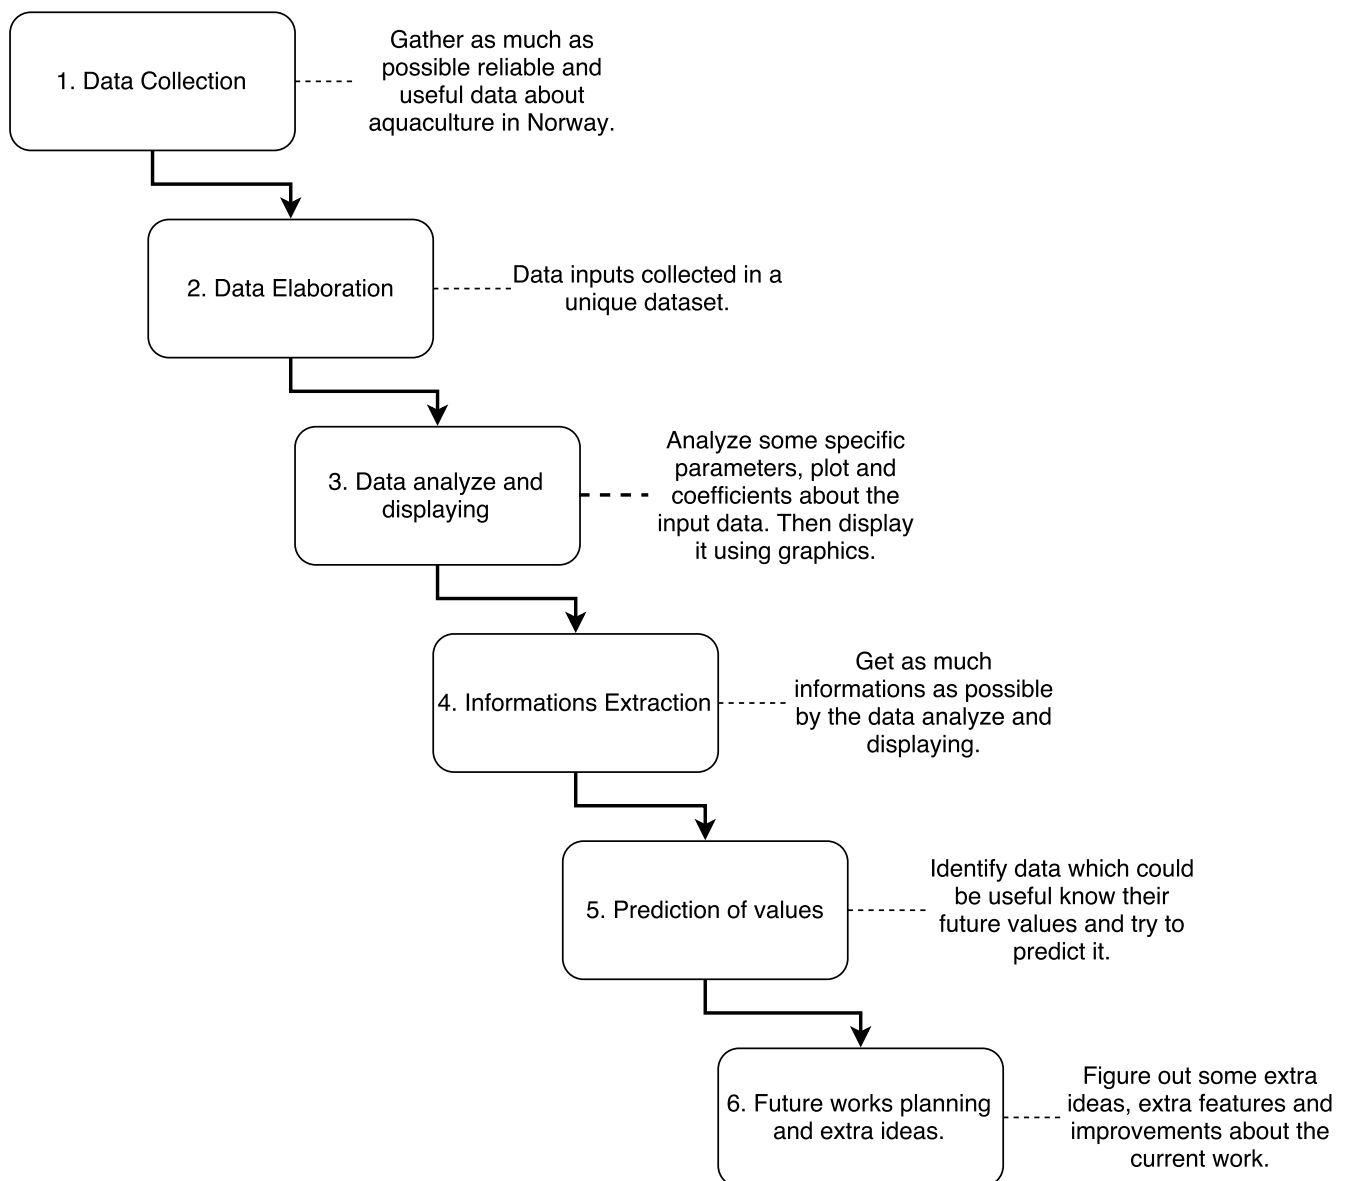 1. Data Collection
Gather as much as
possible reliable and
useful data about
aquaculture in Norway.
2. Data Elaboration
Data inputs collected in a
unique dataset.
3. Data analyze and
displaying
Analyze some specific
parameters, plot and
coefficients about the
input data. Then display
it using graphics.
4. Informations Extraction
Get as much
informations as possible
by the data analyze and
displaying.
5. Prediction of values
Identify data which could
be useful know their
future values and try to
predict it.
6. Future works planning
and extra ideas.
Figure out some extra
ideas, extra features and
improvements about the
current work.